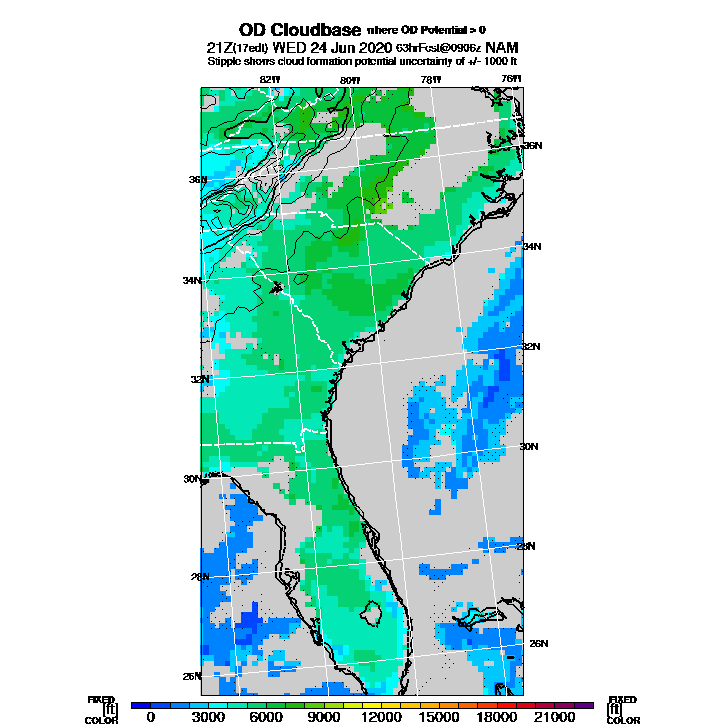 OD Cloudbase where OD Potential > 0
21Z(17edt) WED 24 Jun 2020 63hrFcst@0906z NAM
Stipple shows cloud formation potential uncertainty of +/- 1000 ft
82W 80W 78W 76W
36N
36N
34N
34N
32N
32N
30N
30N
28N
28N
26N
26N
FIXED FIXED
[ft] 0 3000 6000 9000 12000 15000 18000 21000 [ft]
COLOR COLOR